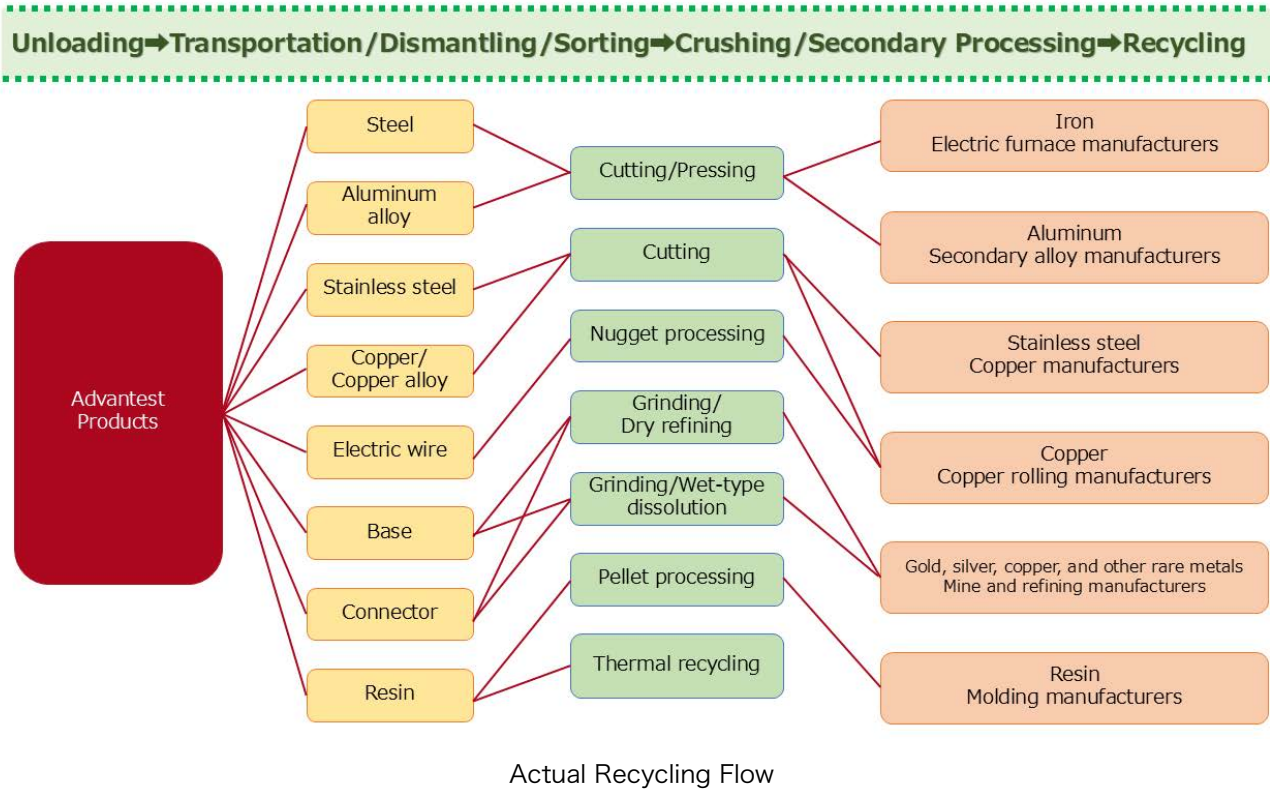 Unloading➡Transportation/Dismantling/Sorting➡Crushing/Secondary Processing➡Recycling
Advantest
Products
Steel
Aluminum
alloy
Stainless steel
Copper/
Copper alloy
Electric wire
Base
Connector
Resin
Cutting/Pressing
Cutting
Nugget processing
Grinding/
Dry refining
Grinding/Wet-type
dissolution
Pellet processing
Thermal recycling
Iron
Electric furnace manufacturers
Aluminum
Secondary alloy manufacturers
Stainless steel
Copper manufacturers
Copper
Copper rolling manufacturers
Gold, silver, copper, and other rare metals
Mine and refining manufacturers
Resin
Molding manufacturers
Actual Recycling Flow